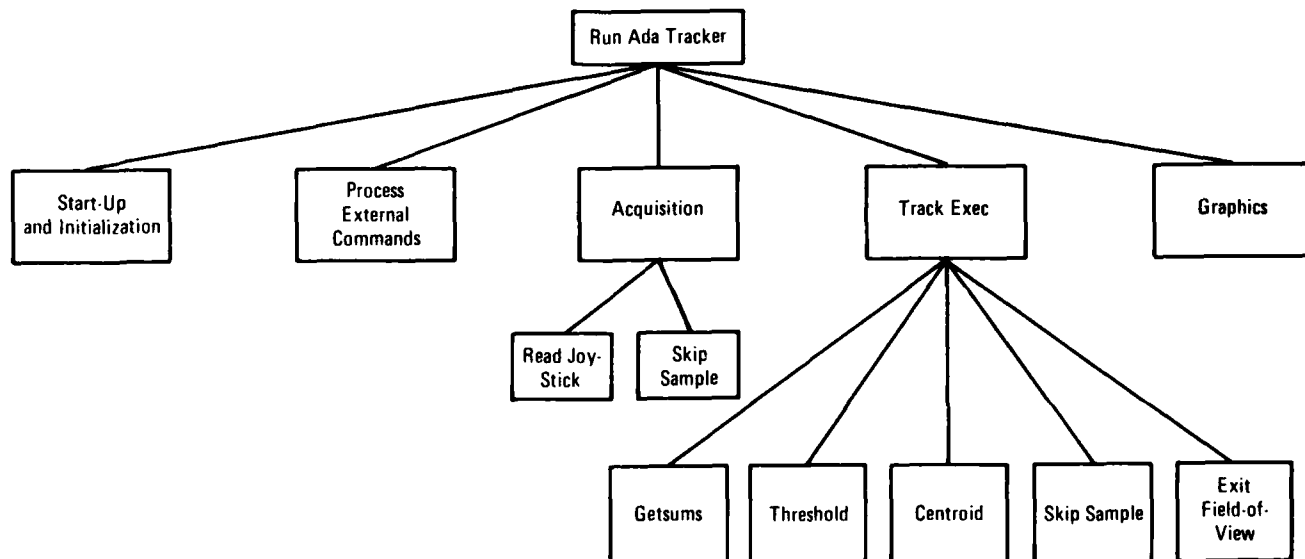 Run Ada Tracker
Start-Up
and Initialization
Process
External
Commands
Acquisition
Track Exec
Graphics
Read Joy-
Stick
Skip
Sample
Getsums
Threshold
Centroid
Skip Sample
Exit
Field-of-
View